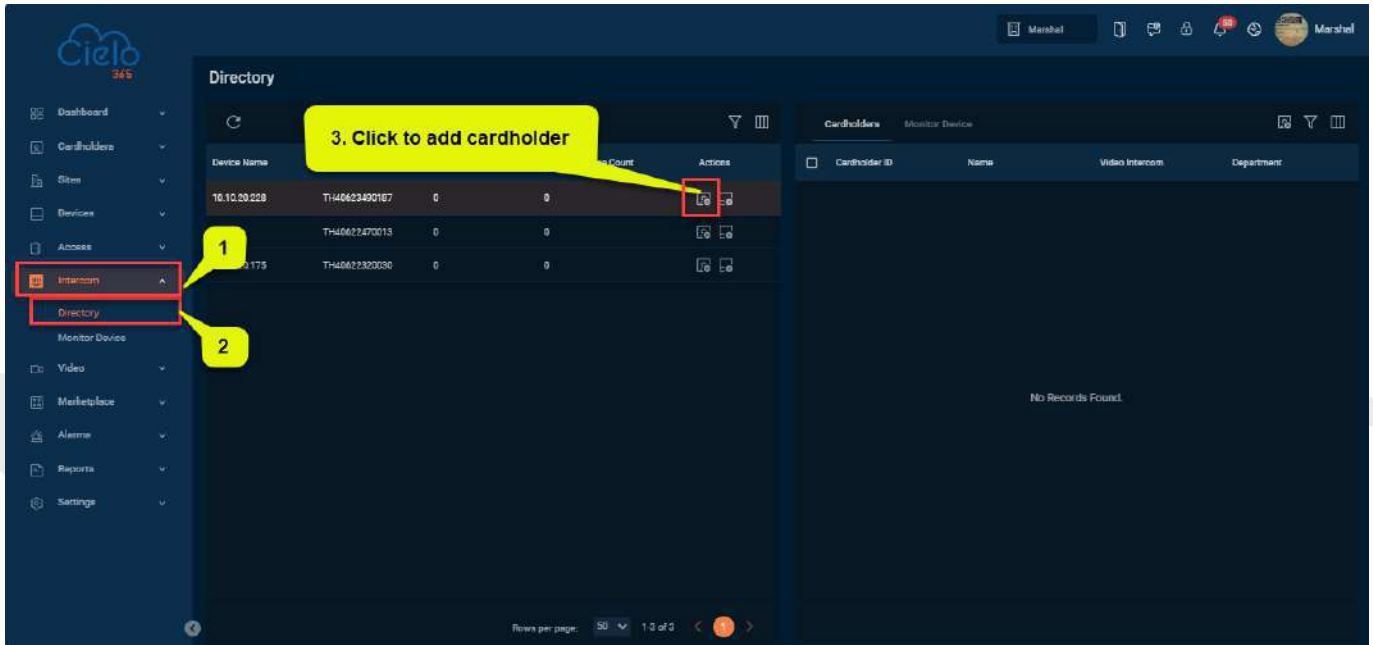 Cielo
365
Marshel
50
Marshel
Directory
Dashboard
Cardholders
Sites
Devices
Access
Intercom
Directory
Monitor Device
Video
Marketplace
Alarms
Reports
Settings
3. Click to add cardholder
1
2
Device Name
Count
Actions
10.10.20.228 TH40623490187 0 0
TH40622470013 0 0
175 TH40622320030 0 0
Rows per page: 50 1-3 of 3 1
Cardholders Monitor Device
Cardholder ID Name Video Intercom Department
No Records Found.